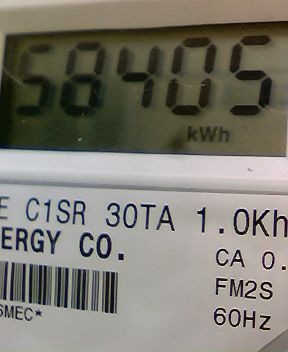 58405
kWh
E C1SR 30TA 1.0Kh
ERGY CO.
CA 0.
FM2S
SMEC*
60Hz